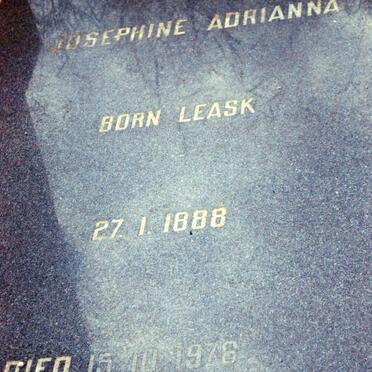 JOSEPHINE ADRIANNA
BORN LEASK
27. 1. 1888
DIED 15. 10. 1976